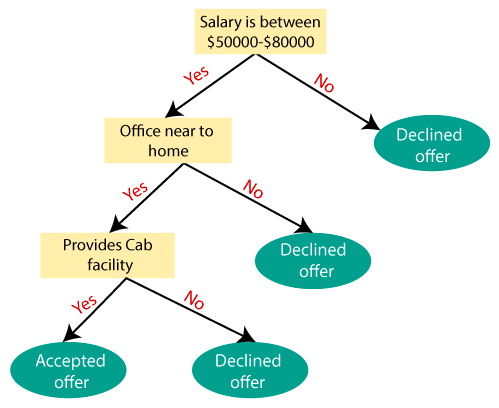 Salary is between
$50000-$80000
Yes
No
Office near to
home
Declined
offer
Yes
No
Provides Cab
facility
Declined
offer
Yes
No
Accepted
offer
Declined
offer